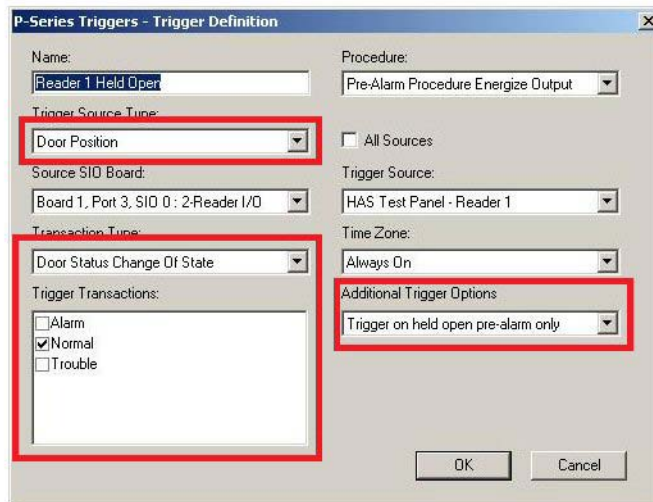 P-Series Triggers - Trigger Definition
Name:
Reader 1 Held Open
Procedure:
Pre-Alarm Procedure Energize Output
Trigger Source Type:
Door Position
All Sources
Source SIO Board:
Board 1, Port 3, SIO 0 : 2-Reader I/O
Trigger Source:
HAS Test Panel - Reader 1
Transaction Type:
Door Status Change Of State
Time Zone:
Always On
Trigger Transactions:
Alarm
Normal
Trouble
Additional Trigger Options
Trigger on held open pre-alarm only
OK
Cancel